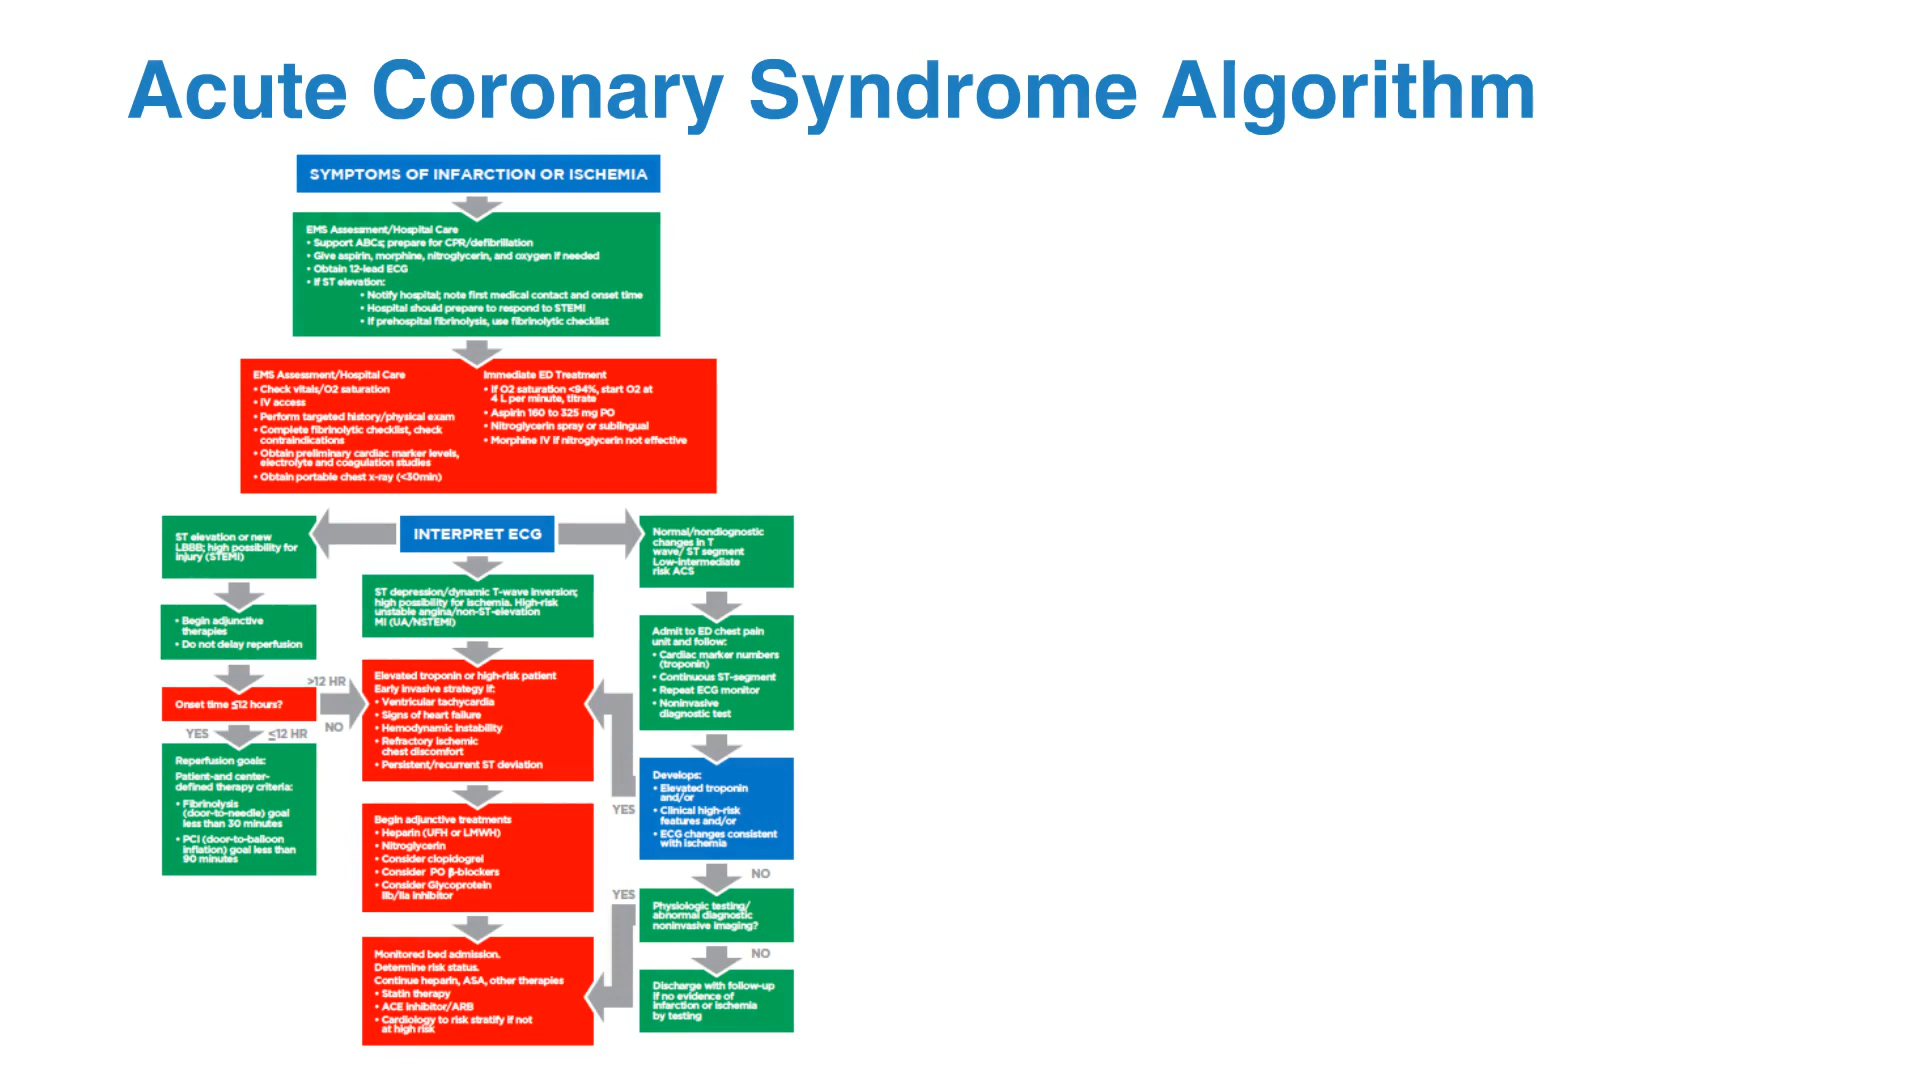 Acute Coronary Syndrome Algorithm
SYMPTOMS OF INFARCTION OR ISCHEMIA
EMS Assessment/Hospital Care
• Support ABCs; prepare for CPR/defibrillation
• Give aspirin, morphine, nitroglycerin, and oxygen if needed
• Obtain 12-lead ECG
• If ST elevation:
• Notify hospital; note first medical contact and onset time
• Hospital should prepare to respond to STEMI
• If prehospital fibrinolysis, use fibrinolytic checklist
EMS Assessment/Hospital Care
• Check vitals/O2 saturation
• IV access
• Perform targeted history/physical exam
• Complete fibrinolytic checklist, check
contraindications
• Obtain preliminary cardiac marker levels,
electrolyte and coagulation studies
• Obtain portable chest x-ray (<30min)
Immediate ED Treatment
• If O2 saturation <94%, start O2 at
4 L per minute, titrate
• Aspirin 160 to 325 mg PO
• Nitroglycerin spray or sublingual
• Morphine IV if nitroglycerin not effective
INTERPRET ECG
ST elevation or new
LBBB; high possibility for
injury (STEMI)
• Begin adjunctive
therapies
• Do not delay reperfusion
Onset time ≤12 hours?
>12 HR
NO
YES
≤12 HR
Reperfusion goals:
Patient-and center-
defined therapy criteria:
• Fibrinolysis
(door-to-needle) goal
less than 30 minutes
• PCI (door-to-balloon
inflation) goal less than
90 minutes
ST depression/dynamic T-wave inversion;
high possibility for ischemia. High-risk
unstable angina/non-ST-elevation
MI (UA/NSTEMI)
Elevated troponin or high-risk patient
Early invasive strategy if:
• Ventricular tachycardia
• Signs of heart failure
• Hemodynamic instability
• Refractory ischemic
chest discomfort
• Persistent/recurrent ST deviation
Begin adjunctive treatments
• Heparin (UFH or LMWH)
• Nitroglycerin
• Consider clopidogrel
• Consider PO β-blockers
• Consider Glycoprotein
IIb/IIa inhibitor
Monitored bed admission.
Determine risk status.
Continue heparin, ASA, other therapies
• Statin therapy
• ACE inhibitor/ARB
• Cardiology to risk stratify if not
at high risk
Normal/nondiagnostic
changes in T
wave/ ST segment
Low-intermediate
risk ACS
Admit to ED chest pain
unit and follow:
• Cardiac marker numbers
(troponin)
• Continuous ST-segment
• Repeat ECG monitor
• Noninvasive
diagnostic test
Develops:
• Elevated troponin
and/or
• Clinical high-risk
features and/or
• ECG changes consistent
with ischemia
YES
NO
Physiologic testing/
abnormal diagnostic
noninvasive imaging?
YES
NO
Discharge with follow-up
if no evidence of
infarction or ischemia
by testing